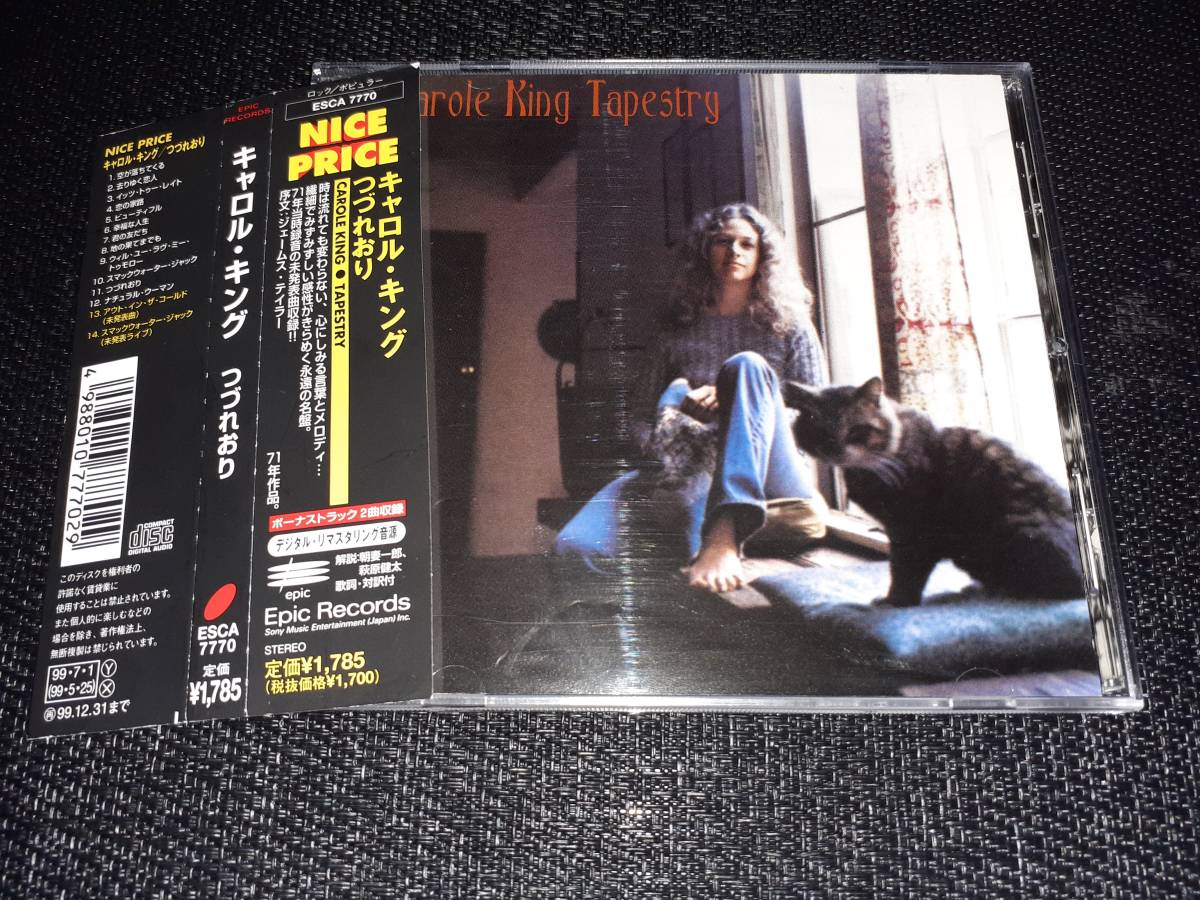 NICE PRICE
キャロル・キング／つづれおり
1. 空が落ちてくる
2. 去りゆく恋人
3. イッツ・トゥー・レイト
4. 恋の家路
5. ビューティフル
6. 幸福な人生
7. 君の友だち
8. 地の果てまでも
9. ウィル・ユー・ラヴ・ミー・
トゥモロー
10. スマックウォーター・ジャック
11. つづれおり
12. ナチュラル・ウーマン
13. アウト・イン・ザ・コールド
(未発表曲)
14. スマックウォーター・ジャック
(未発表ライブ)
4 988010 777029
COMPACT
disc
DIGITAL AUDIO
このディスクを権利者の
許諾なく賃貸業に
使用することは禁止されています。
また個人的に楽しむなどの
場合を除き、著作権法上、
無断複製は禁じられています。
99・7・1 Y
(99・5・25) X
再 99.12.31まで
EPIC
RECORDS
キャロル・キング つづれおり
ESCA
7770
定価
¥1,785
ロック／ポピュラー
ESCA 7770
NICE
PRICE
キャロル・キング
つづれおり
CAROLE KING ● TAPESTRY
時は流れても変わらない、心にしみる言葉とメロディ…
繊細でみずみずしい感性がきらめく永遠の名盤。
71年当時録音の未発表曲収録!!
序文：ジェームス・テイラー
71年作品。
ボーナストラック 2曲収録
デジタル・リマスタリング音源
epic
解説：朝妻一郎、
萩原健太
歌詞・対訳付
Epic Records
Sony Music Entertainment (Japan) Inc.
STEREO
定価¥1,785
(税抜価格¥1,700)
arole King Tapestry